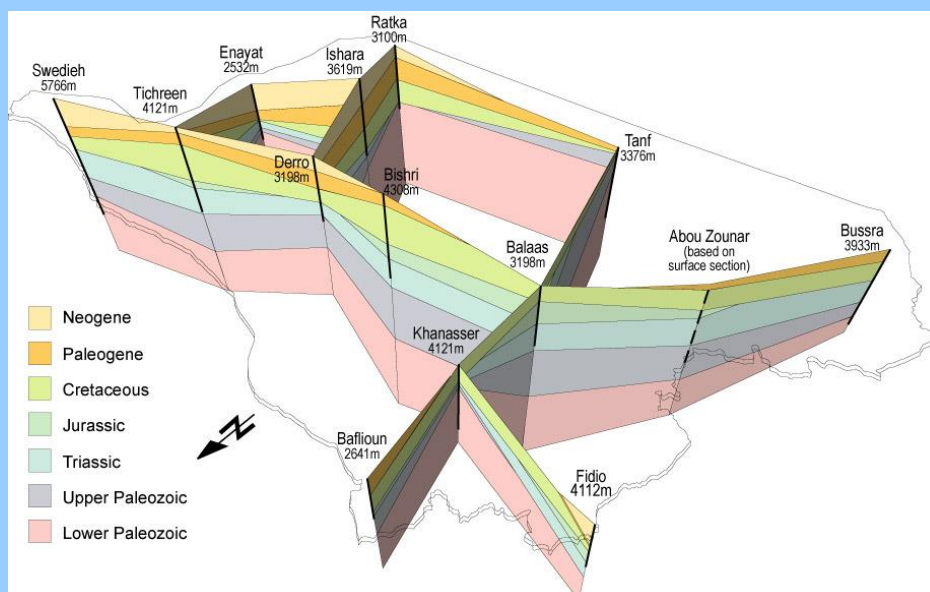 Ratka
3100m
Enayat
2532m
Ishara
3619m
Swedieh
5766m
Tichreen
4121m
Tanf
3376m
Derro
3198m
Bishri
4308m
Balaas
3198m
Abou Zounar
(based on
surface section)
Bussra
3933m
Khanasser
4121m
Baflioun
2641m
Fidio
4112m
Neogene
Paleogene
Cretaceous
Jurassic
Triassic
Upper Paleozoic
Lower Paleozoic
N